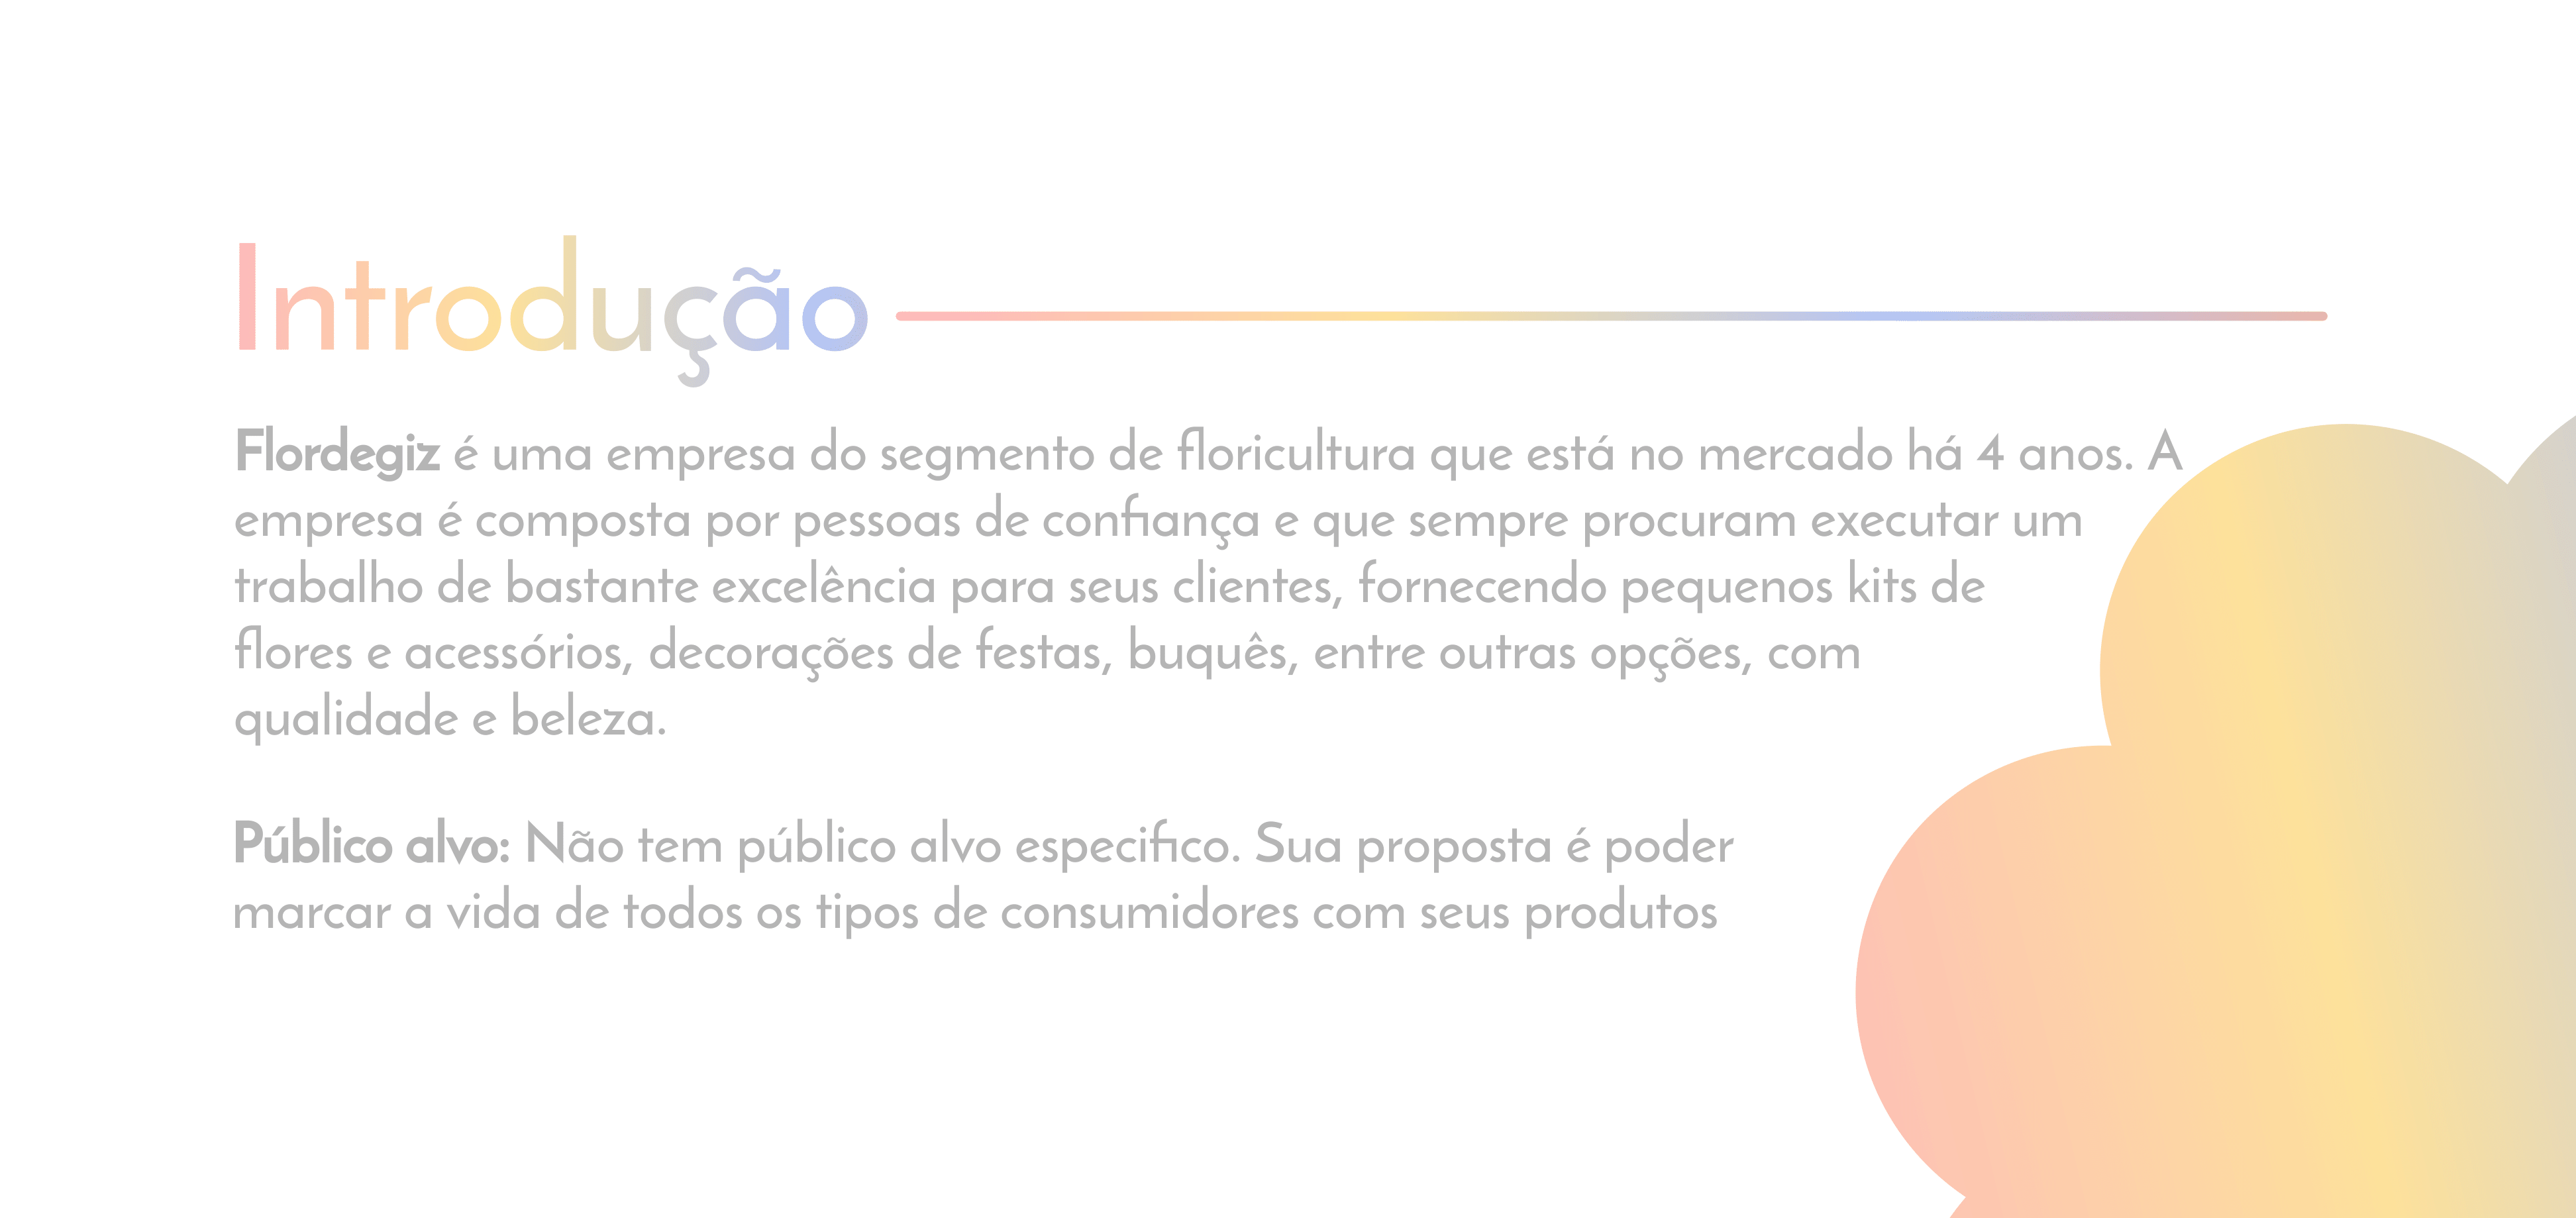 Introdução
Flordegiz é uma empresa do segmento de floricultura que está no mercado há 4 anos. A
empresa é composta por pessoas de confiança e que sempre procuram executar um
trabalho de bastante excelência para seus clientes, fornecendo pequenos kits de
flores e acessórios, decorações de festas, buquês, entre outras opções, com
qualidade e beleza.
Público alvo: Não tem público alvo especifico. Sua proposta é poder
marcar a vida de todos os tipos de consumidores com seus produtos